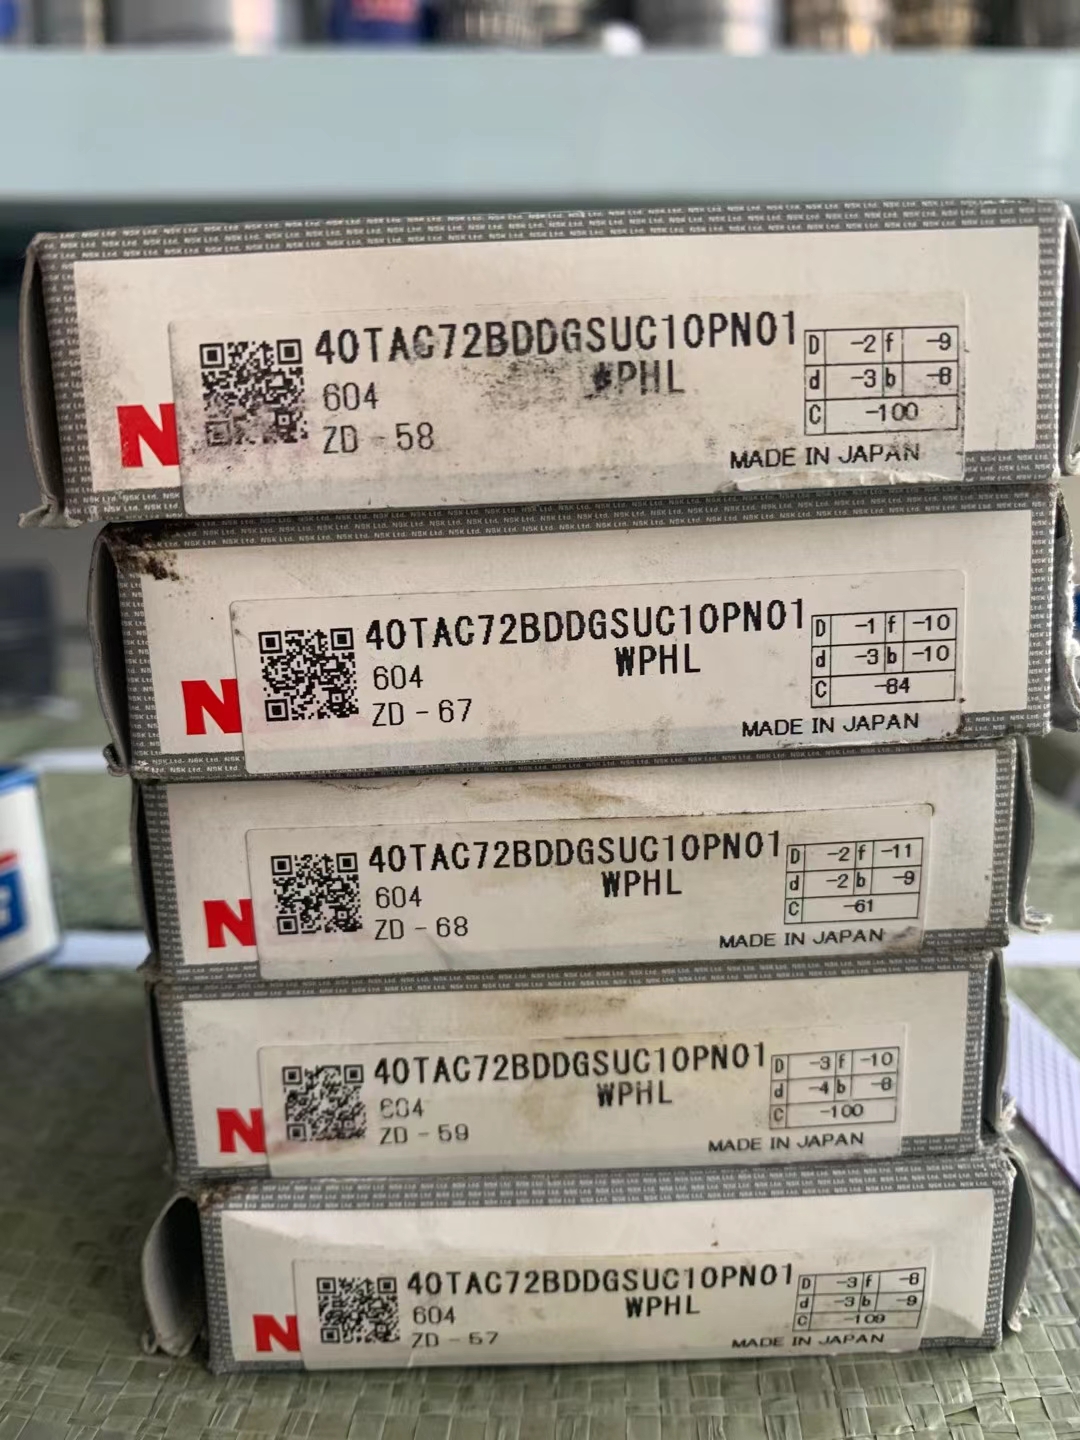 40TAC72BDDGSUC10PN01
WPHL
604
ZD - 58
D -2 f -9
d -3 b -8
C -100
MADE IN JAPAN
N
40TAC72BDDGSUC10PN01
WPHL
604
ZD - 67
D -1 f -10
d -3 b -10
C -84
MADE IN JAPAN
N
40TAC72BDDGSUC10PN01
WPHL
604
ZD - 68
D -2 f -11
d -2 b -9
C -61
MADE IN JAPAN
N
40TAC72BDDGSUC10PN01
WPHL
604
ZD - 59
D -3 f -10
d -4 b -8
C -100
MADE IN JAPAN
N
40TAC72BDDGSUC10PN01
WPHL
604
ZD - 57
D -3 f -8
d -3 b -9
C -109
MADE IN JAPAN
N
NSK Ltd.